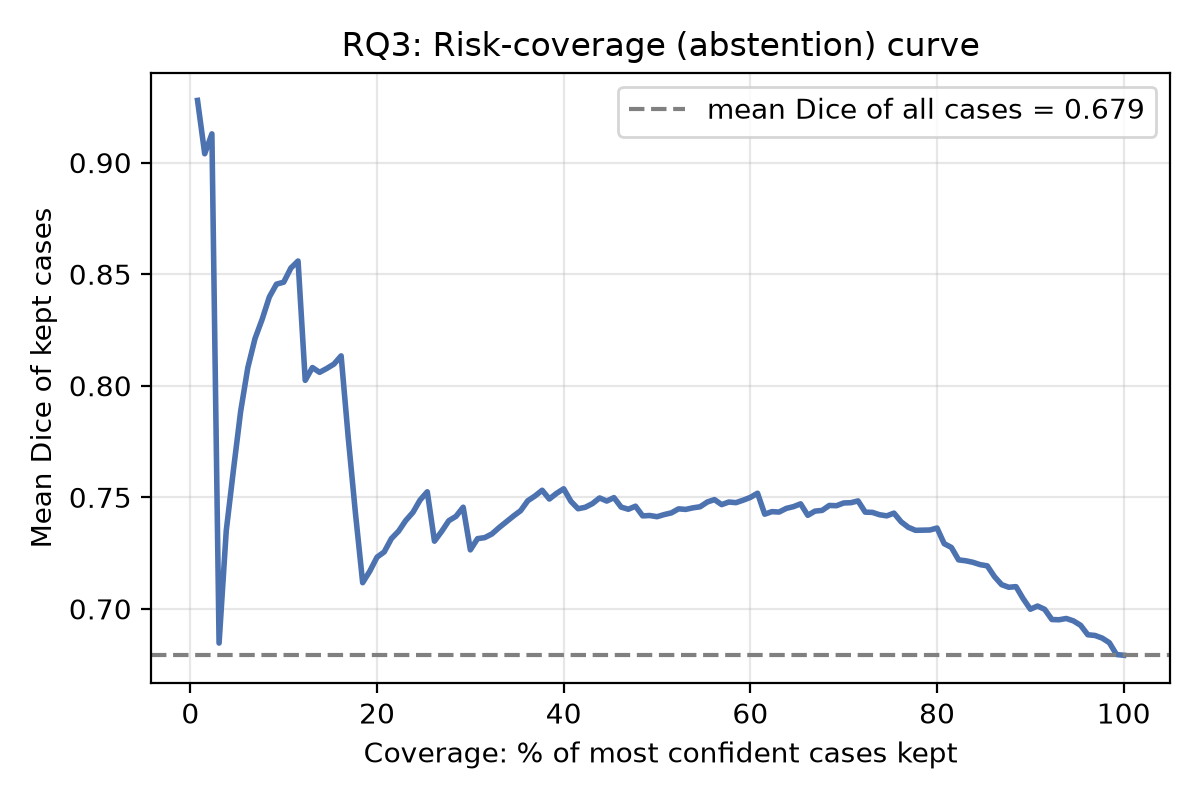 RQ3: Risk-coverage (abstention) curve
mean Dice of all cases = 0.679
Mean Dice of kept cases
0.90
0.85
0.80
0.75
0.70
0 20 40 60 80 100
Coverage: % of most confident cases kept